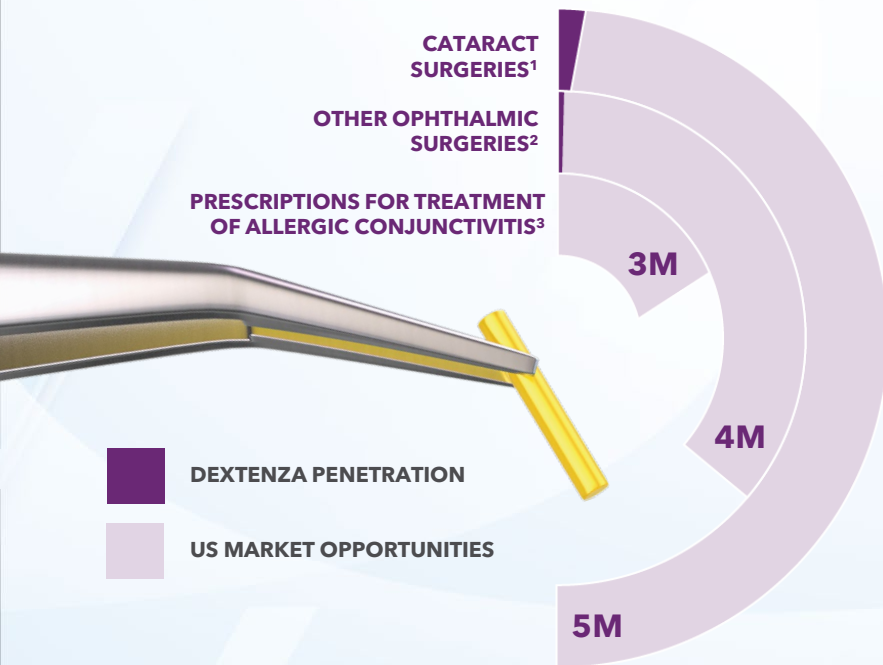 CATARACT
SURGERIES¹
OTHER OPHTHALMIC
SURGERIES²
PRESCRIPTIONS FOR TREATMENT
OF ALLERGIC CONJUNCTIVITIS³
3M
4M
DEXTENZA PENETRATION
US MARKET OPPORTUNITIES
5M